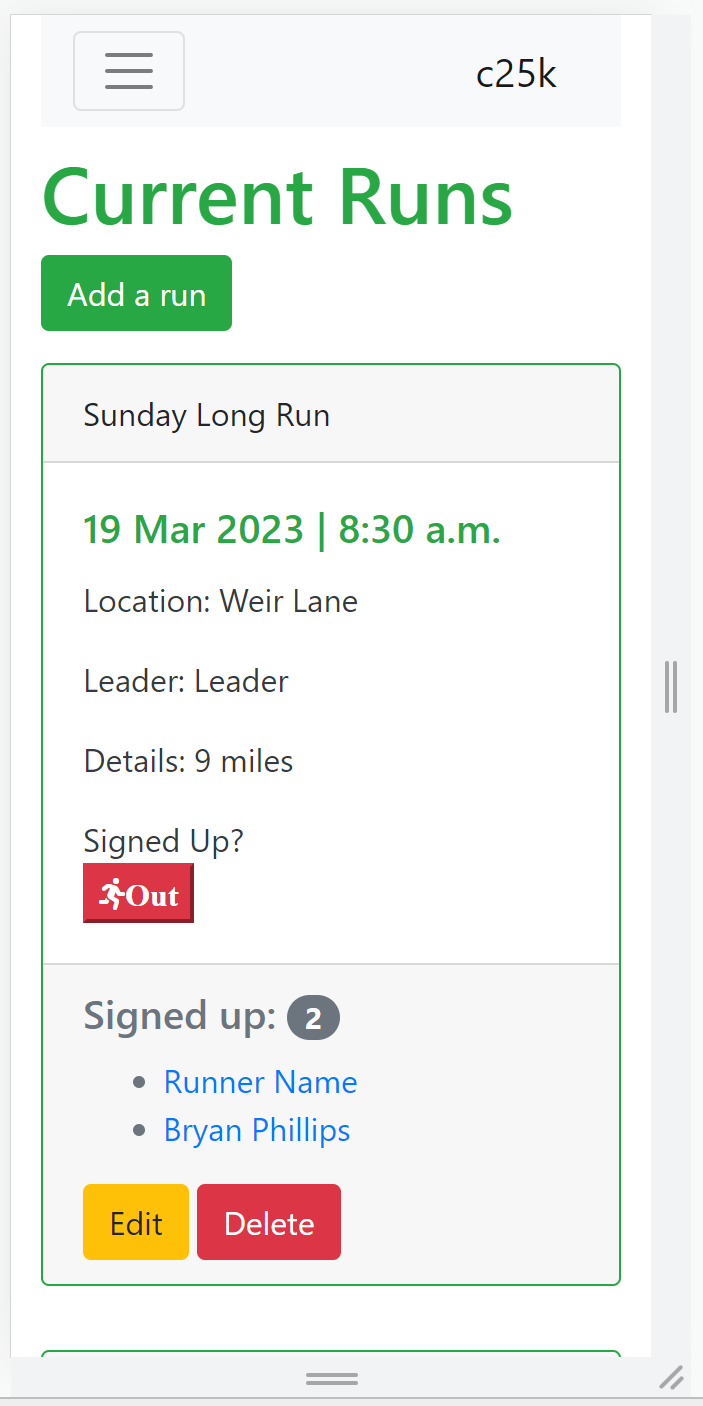 c25k
Current Runs
Add a run
Sunday Long Run
19 Mar 2023 | 8:30 a.m.
Location: Weir Lane
Leader: Leader
Details: 9 miles
Signed Up?
Out
Signed up: 2
Runner Name
Bryan Phillips
Edit Delete